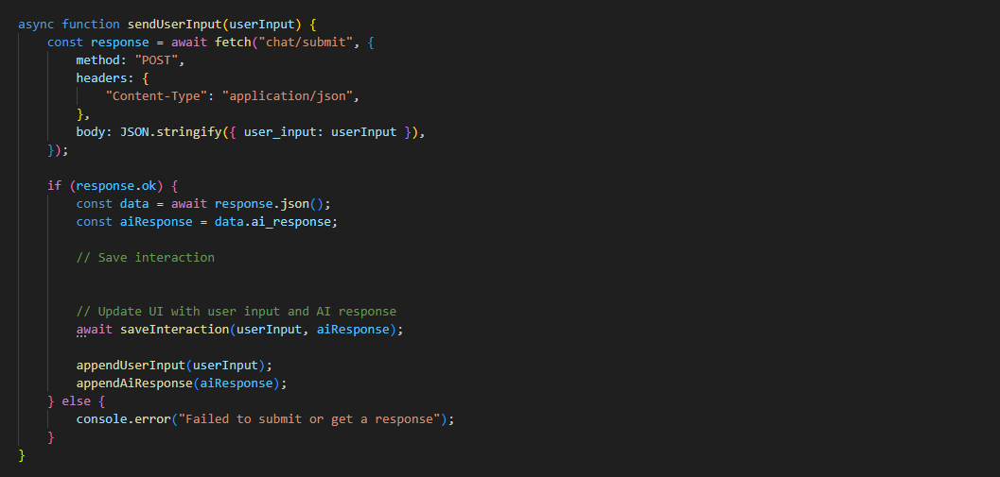 async function sendUserInput(userInput) {
    const response = await fetch("chat/submit", {
        method: "POST",
        headers: {
            "Content-Type": "application/json",
        },
        body: JSON.stringify({ user_input: userInput }),
    });

    if (response.ok) {
        const data = await response.json();
        const aiResponse = data.ai_response;

        // Save interaction


        // Update UI with user input and AI response
        await saveInteraction(userInput, aiResponse);

        appendUserInput(userInput);
        appendAiResponse(aiResponse);
    } else {
        console.error("Failed to submit or get a response");
    }
}